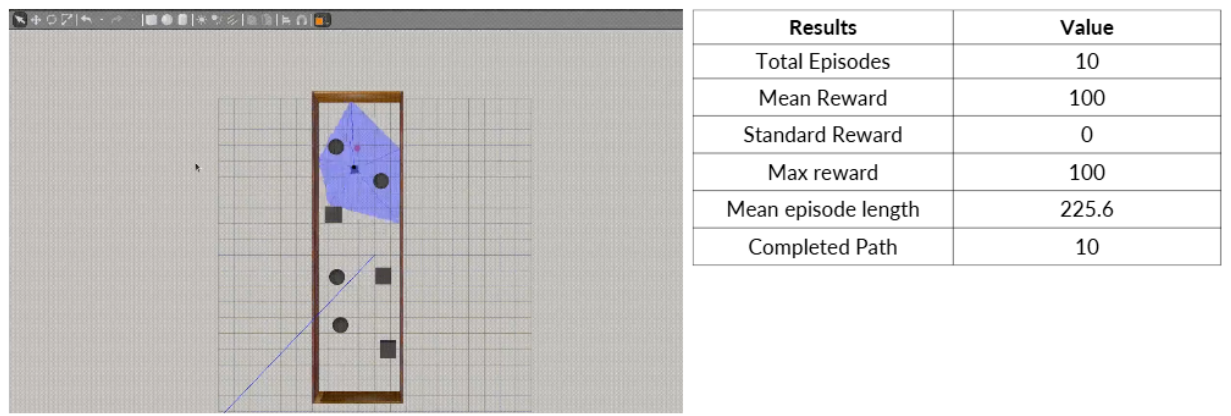 Results Value
Total Episodes 10
Mean Reward 100
Standard Reward 0
Max reward 100
Mean episode length 225.6
Completed Path 10